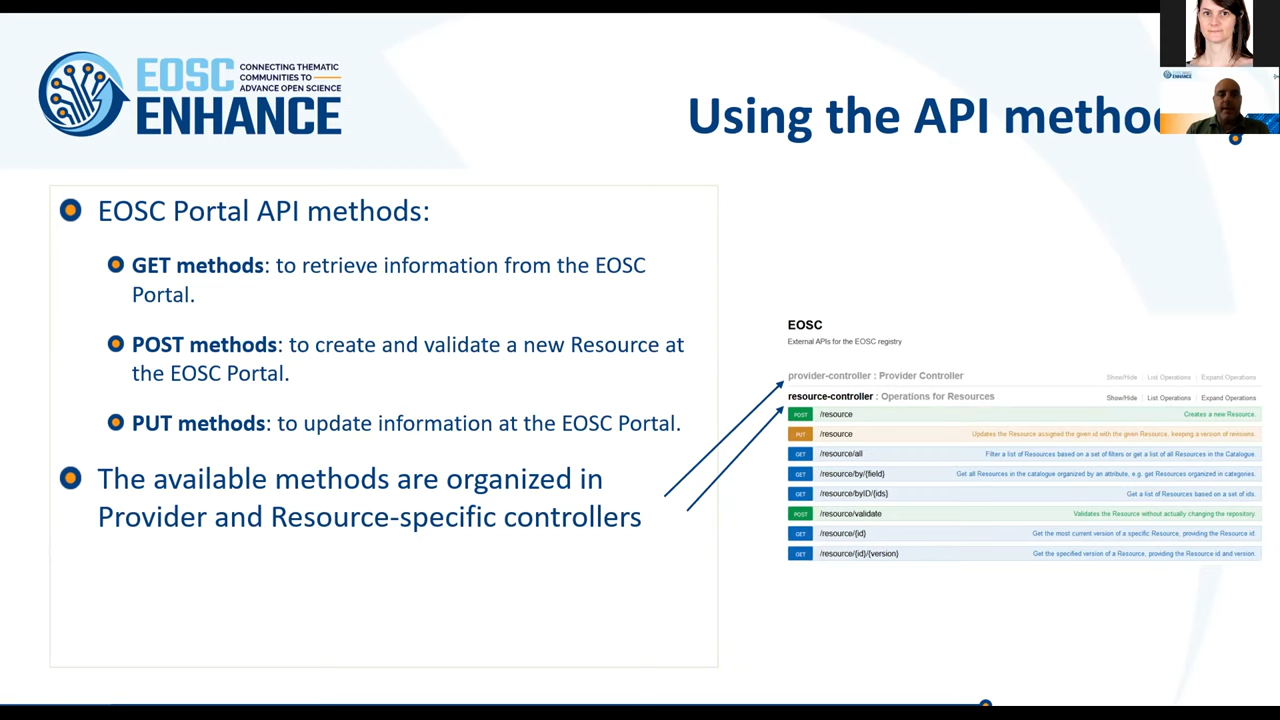 EOSC
ENHANCE
CONNECTING THEMATIC
COMMUNITIES TO
ADVANCE OPEN SCIENCE
Using the API metho
EOSC Portal API methods:
GET methods: to retrieve information from the EOSC
Portal.
POST methods: to create and validate a new Resource at
the EOSC Portal.
PUT methods: to update information at the EOSC Portal.
The available methods are organized in
Provider and Resource-specific controllers
EOSC
External APIs for the EOSC registry
provider-controller : Provider Controller Show/Hide | List Operations | Expand Operations
resource-controller : Operations for Resources Show/Hide | List Operations | Expand Operations
POST /resource Creates a new Resource.
PUT /resource Updates the Resource assigned the given id with the given Resource, keeping a version of revisions.
GET /resource/all Filter a list of Resources based on a set of filters or get a list of all Resources in the Catalogue.
GET /resource/by/{field} Get all Resources in the catalogue organized by an attribute, e.g. get Resources organized in categories.
GET /resource/byID/{ids} Get a list of Resources based on a set of ids.
POST /resource/validate Validates the Resource without actually changing the repository.
GET /resource/{id} Get the most current version of a specific Resource, providing the Resource id.
GET /resource/{id}/{version} Get the specified version of a Resource, providing the Resource id and version.